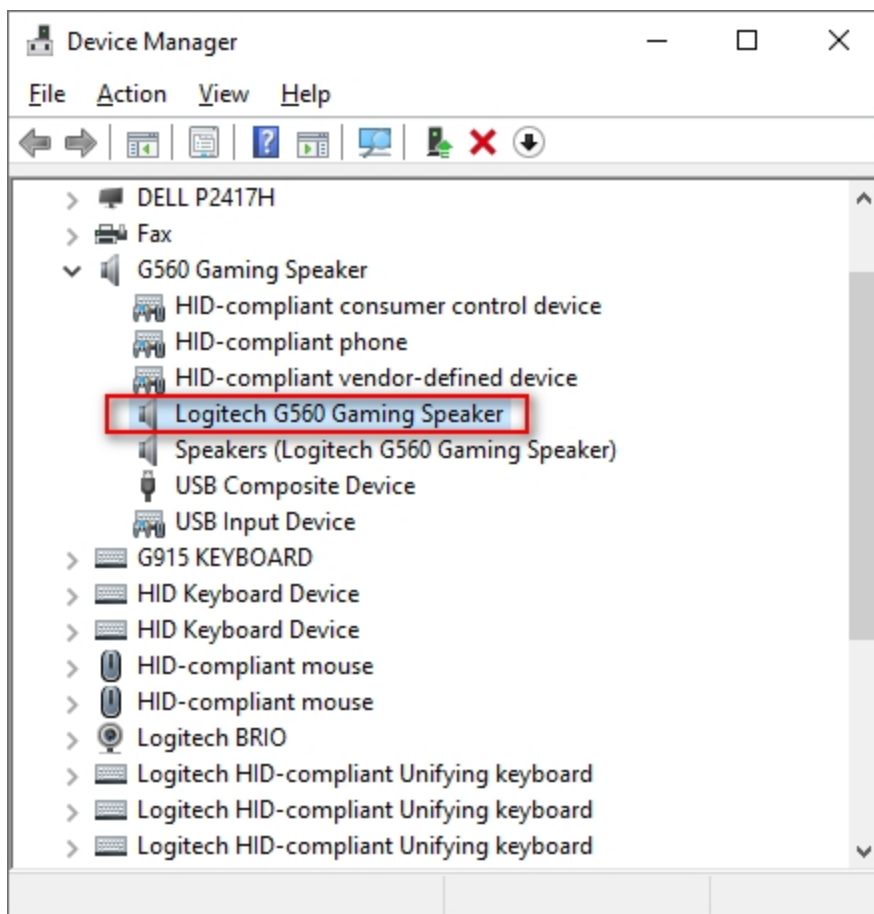 Device Manager
File Action View Help
DELL P2417H
Fax
G560 Gaming Speaker
HID-compliant consumer control device
HID-compliant phone
HID-compliant vendor-defined device
Logitech G560 Gaming Speaker
Speakers (Logitech G560 Gaming Speaker)
USB Composite Device
USB Input Device
G915 KEYBOARD
HID Keyboard Device
HID Keyboard Device
HID-compliant mouse
HID-compliant mouse
Logitech BRIO
Logitech HID-compliant Unifying keyboard
Logitech HID-compliant Unifying keyboard
Logitech HID-compliant Unifying keyboard